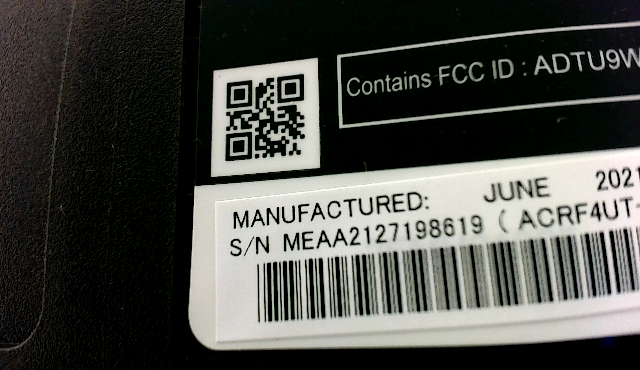 Contains FCC ID : ADTU9W
MANUFACTURED: JUNE 2021
S/N MEAA2127198619 ( ACRF4UT-